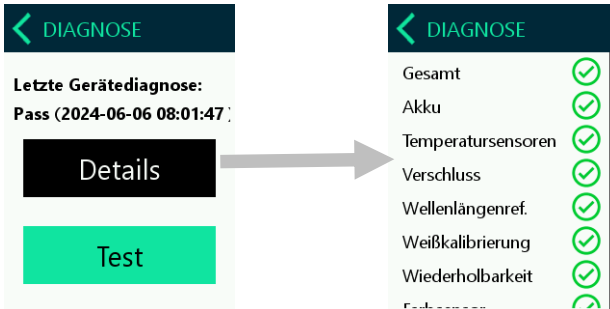 DIAGNOSE
Letzte Gerätediagnose:
Pass (2024-06-06 08:01:47
Details
Test
DIAGNOSE
Gesamt
Akku
Temperatursensoren
Verschluss
Wellenlängenref.
Weißkalibrierung
Wiederholbarkeit